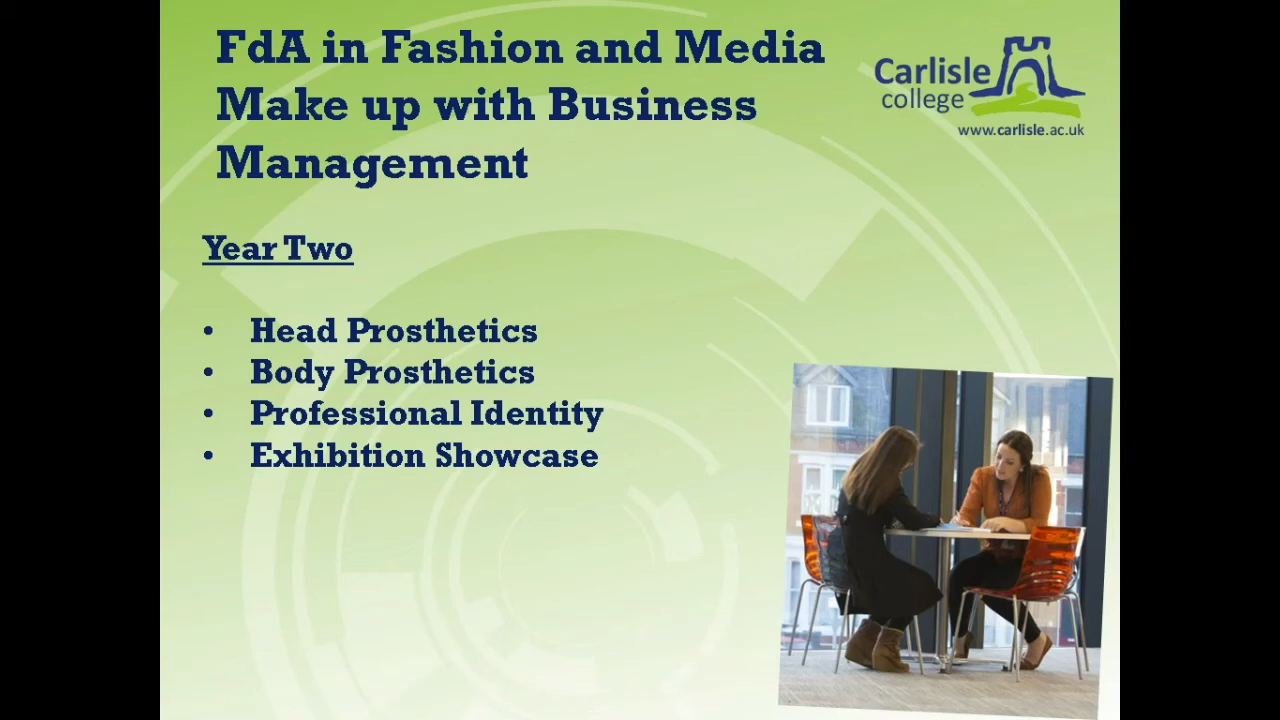 FdA in Fashion and Media
Make up with Business
Management
Carlisle
college
www.carlisle.ac.uk
Year Two
• Head Prosthetics
• Body Prosthetics
• Professional Identity
• Exhibition Showcase